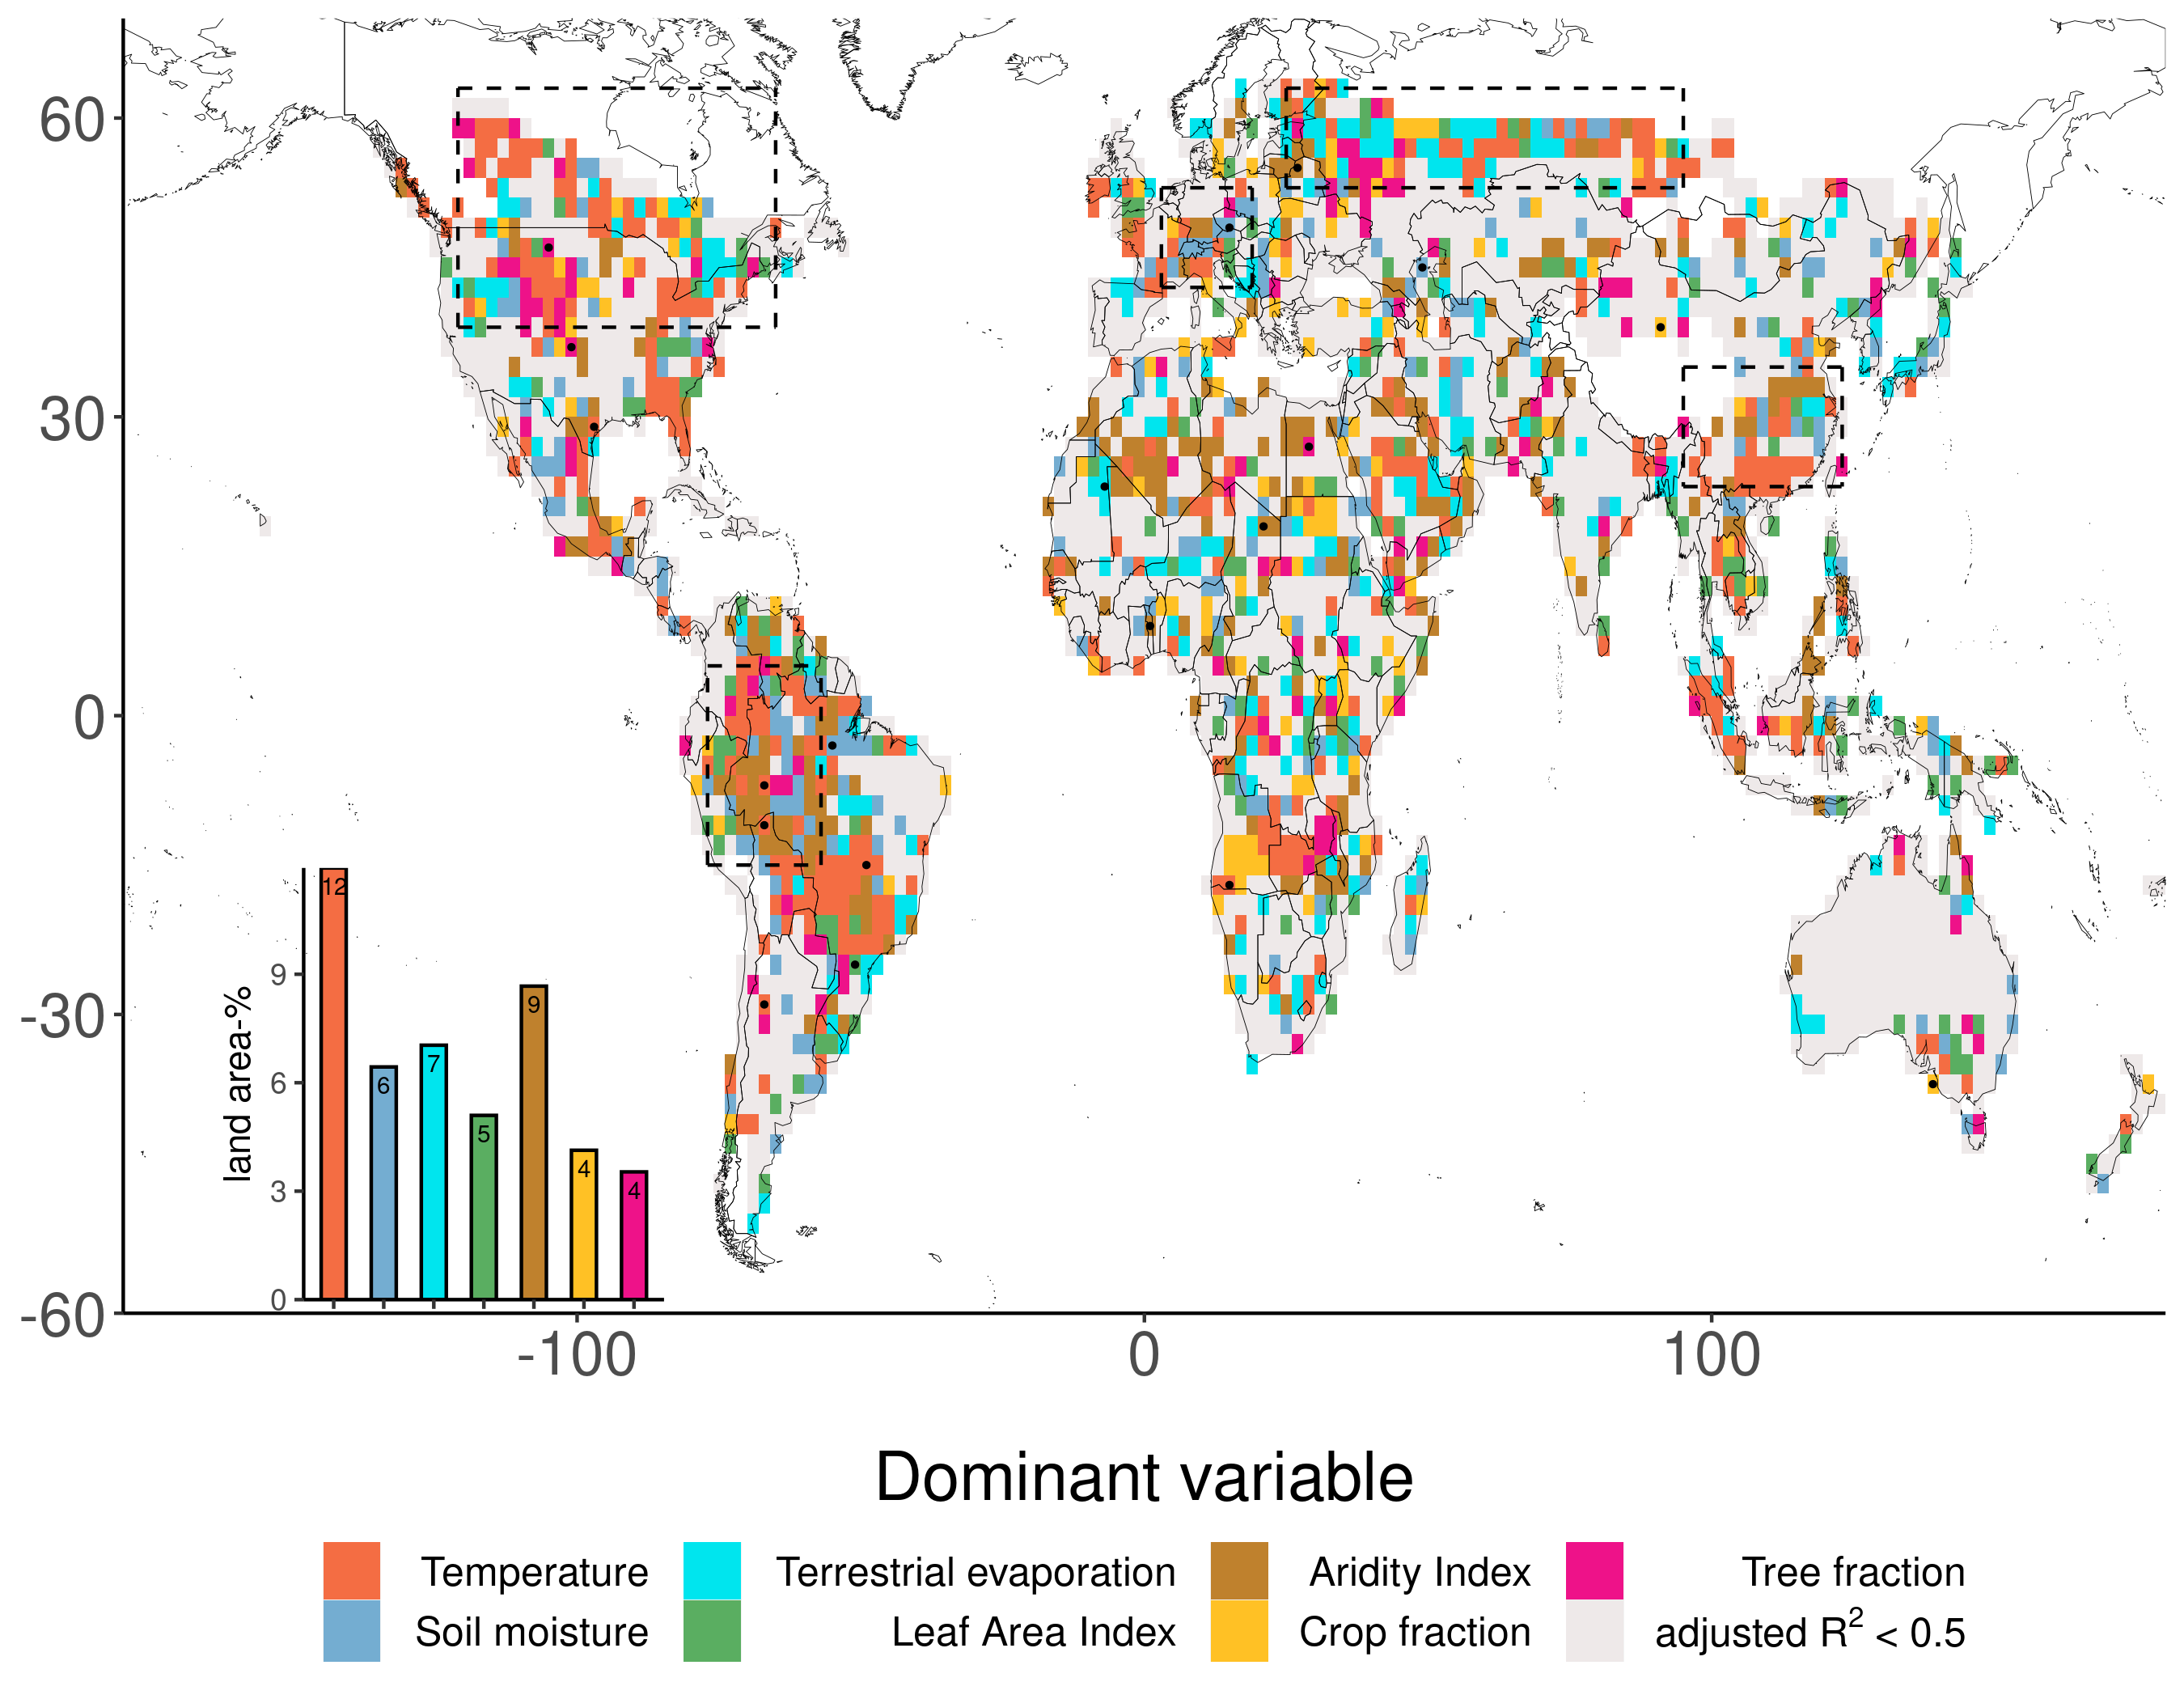 60
30
0
-30
-60
-100
0
100
land area-%
9
6
3
0
12
6
7
5
9
4
4
Dominant variable
Temperature
Terrestrial evaporation
Aridity Index
Tree fraction
Soil moisture
Leaf Area Index
Crop fraction
adjusted R² < 0.5